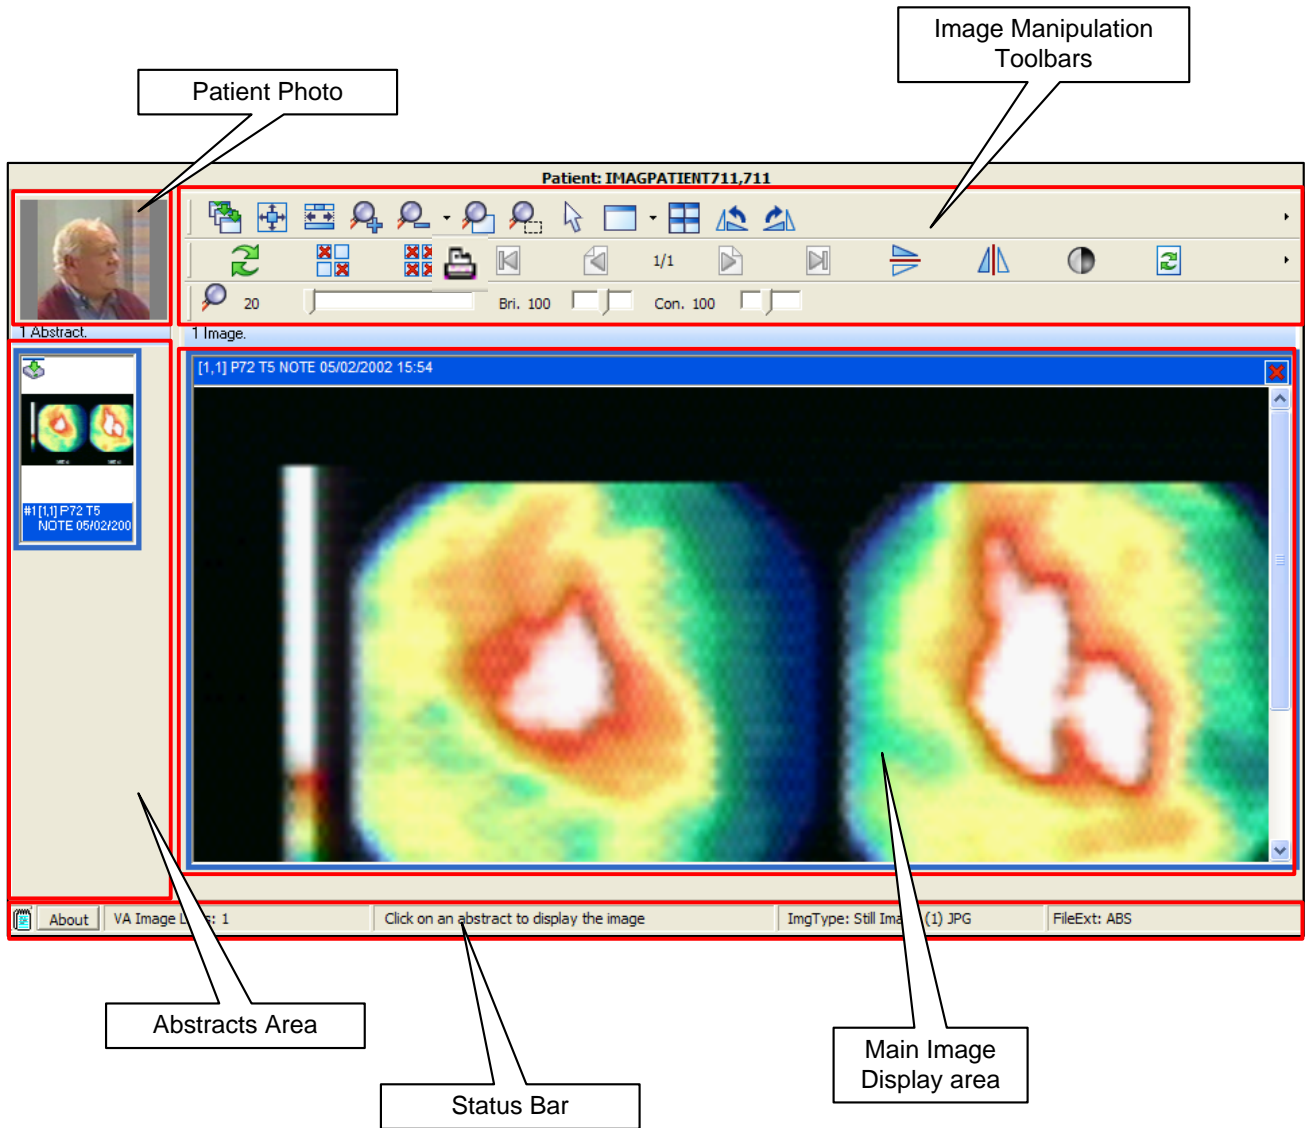 Image Manipulation
Toolbars
Patient Photo
Patient: IMAGPATIENT711,711
1/1
20
Bri. 100
Con. 100
1 Abstract.
1 Image.
[1,1] P72 T5 NOTE 05/02/2002 15:54
#1 [1,1] P72 T5
NOTE 05/02/200
About
VA Image : 1
Click on an abstract to display the image
ImgType: Still (1) JPG
FileExt: ABS
Abstracts Area
Main Image
Display area
Status Bar